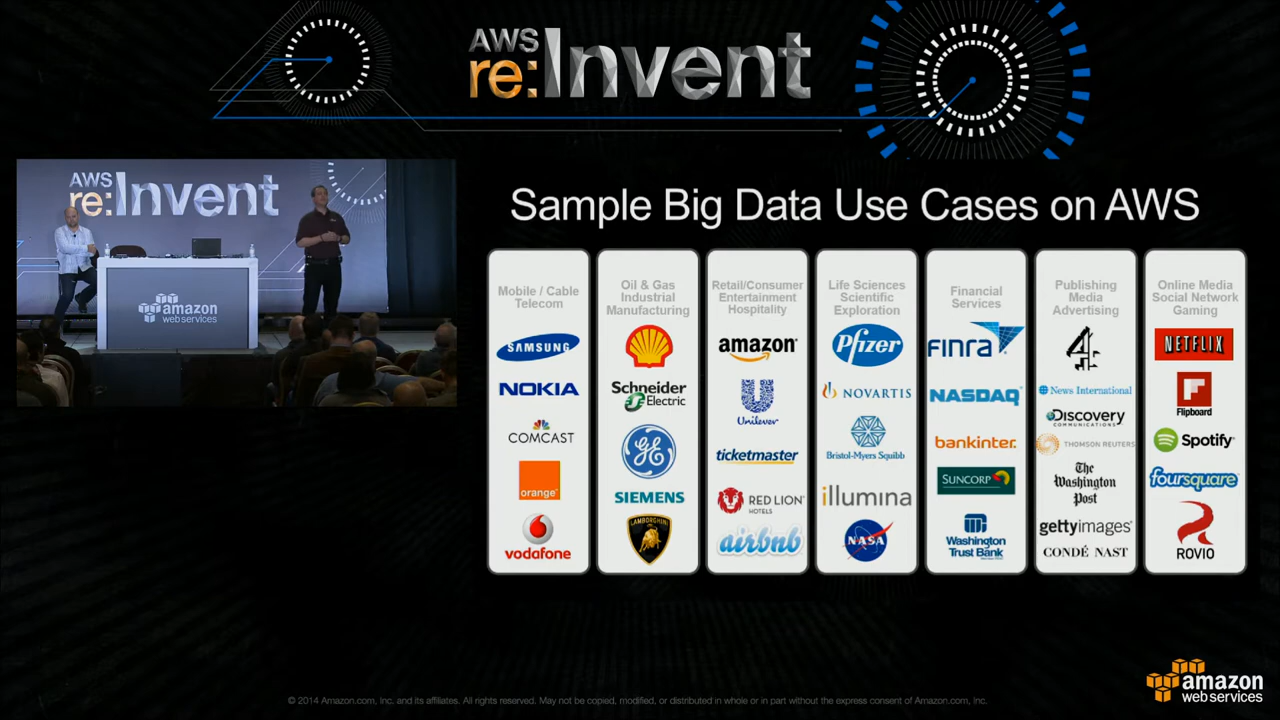 AWS
re:Invent
AWS
re:Invent
amazon
web services
Sample Big Data Use Cases on AWS
Mobile / Cable
Telecom
SAMSUNG
NOKIA
COMCAST
orange
vodafone
Oil & Gas
Industrial
Manufacturing
Schneider
Electric
GE
SIEMENS
LAMBORGHINI
Retail/Consumer
Entertainment
Hospitality
amazon
Unilever
ticketmaster
RED LION
HOTELS
airbnb
Life Sciences
Scientific
Exploration
Pfizer
NOVARTIS
Bristol-Myers Squibb
illumina
NASA
Financial
Services
FINRA
NASDAQ
bankinter.
SUNCORP
Washington
Trust Bank
Publishing
Media
Advertising
4
News International
Discovery
COMMUNICATIONS
THOMSON REUTERS
The
Washington
Post
gettyimages
CONDÉ NAST
Online Media
Social Network
Gaming
NETFLIX
Flipboard
Spotify
foursquare
ROVIO
amazon
web services
© 2014 Amazon.com, Inc. and its affiliates. All rights reserved. May not be copied, modified, or distributed in whole or in part without the express consent of Amazon.com, Inc.